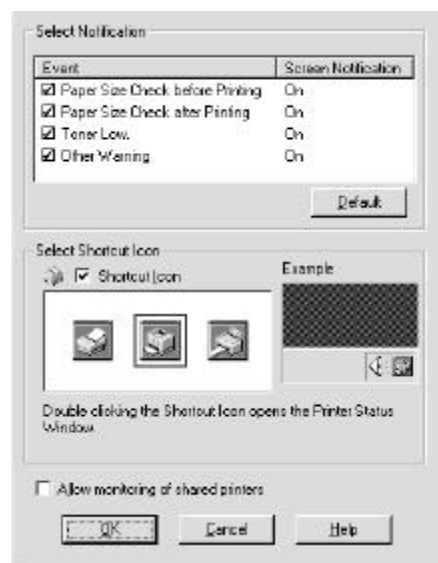 Select Notification
Event Screen Notification
Paper Size Check before Printing On
Paper Size Check after Printing On
Toner Low. On
Other Warning On
Default
Select Shortcut Icon
Shortcut Icon Example
Double clicking the Shortcut Icon opens the Printer Status
Window.
Allow monitoring of shared printers
OK Cancel Help